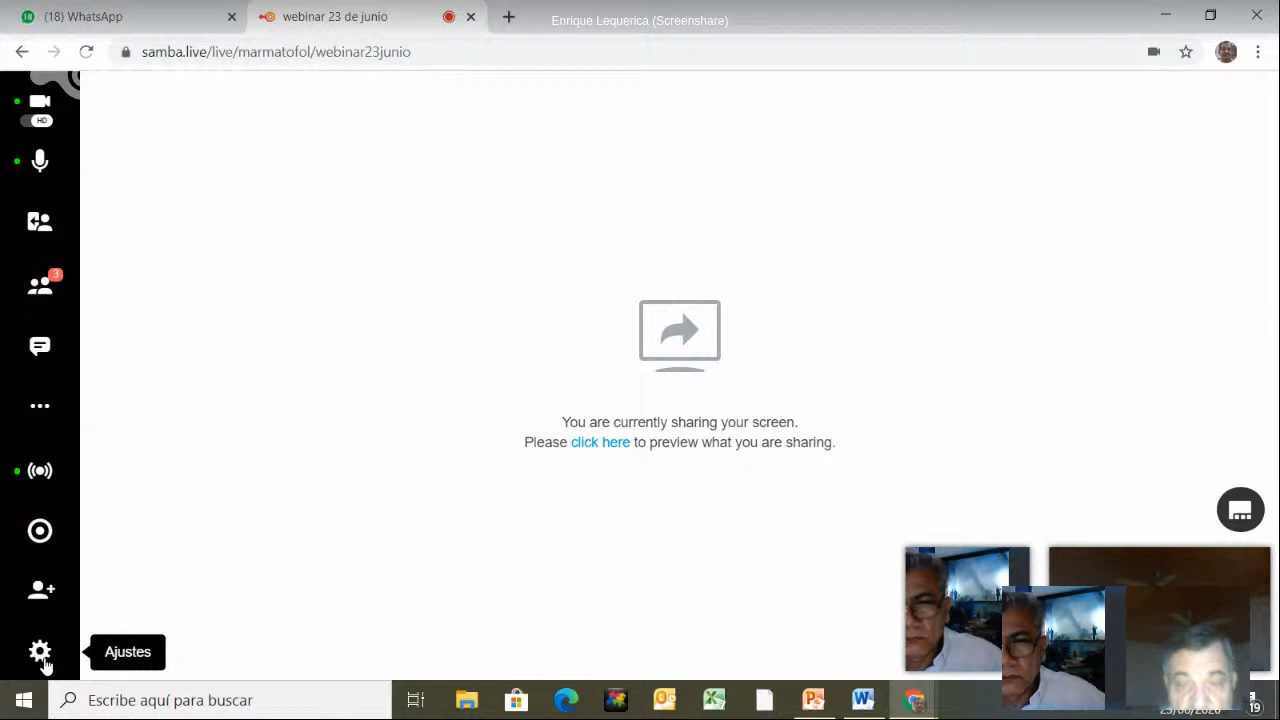 (18) WhatsApp
webinar 23 de junio
Enrique Lequerica (Screenshare)
samba.live/live/marmatofol/webinar23junio
HD
3
You are currently sharing your screen.
Please click here to preview what you are sharing.
Ajustes
Escribe aquí para buscar
19